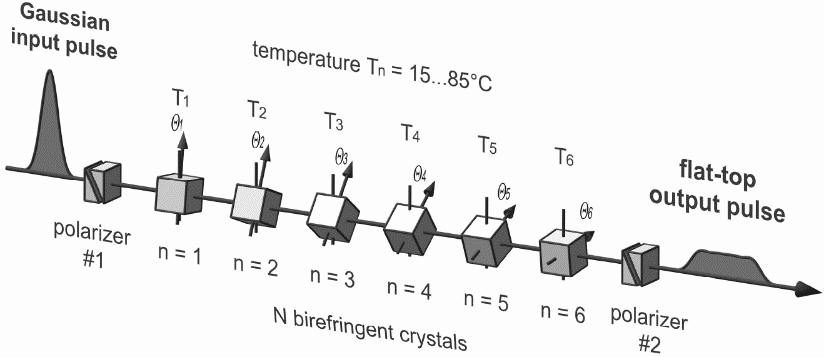 Gaussian
input pulse
temperature Tn = 15...85°C
T1
T2
T3
T4
T5
T6
Θ1
Θ2
Θ3
Θ4
Θ5
Θ6
flat-top
output pulse
polarizer
#1
n = 1
n = 2
n = 3
n = 4
n = 5
n = 6
polarizer
#2
N birefringent crystals